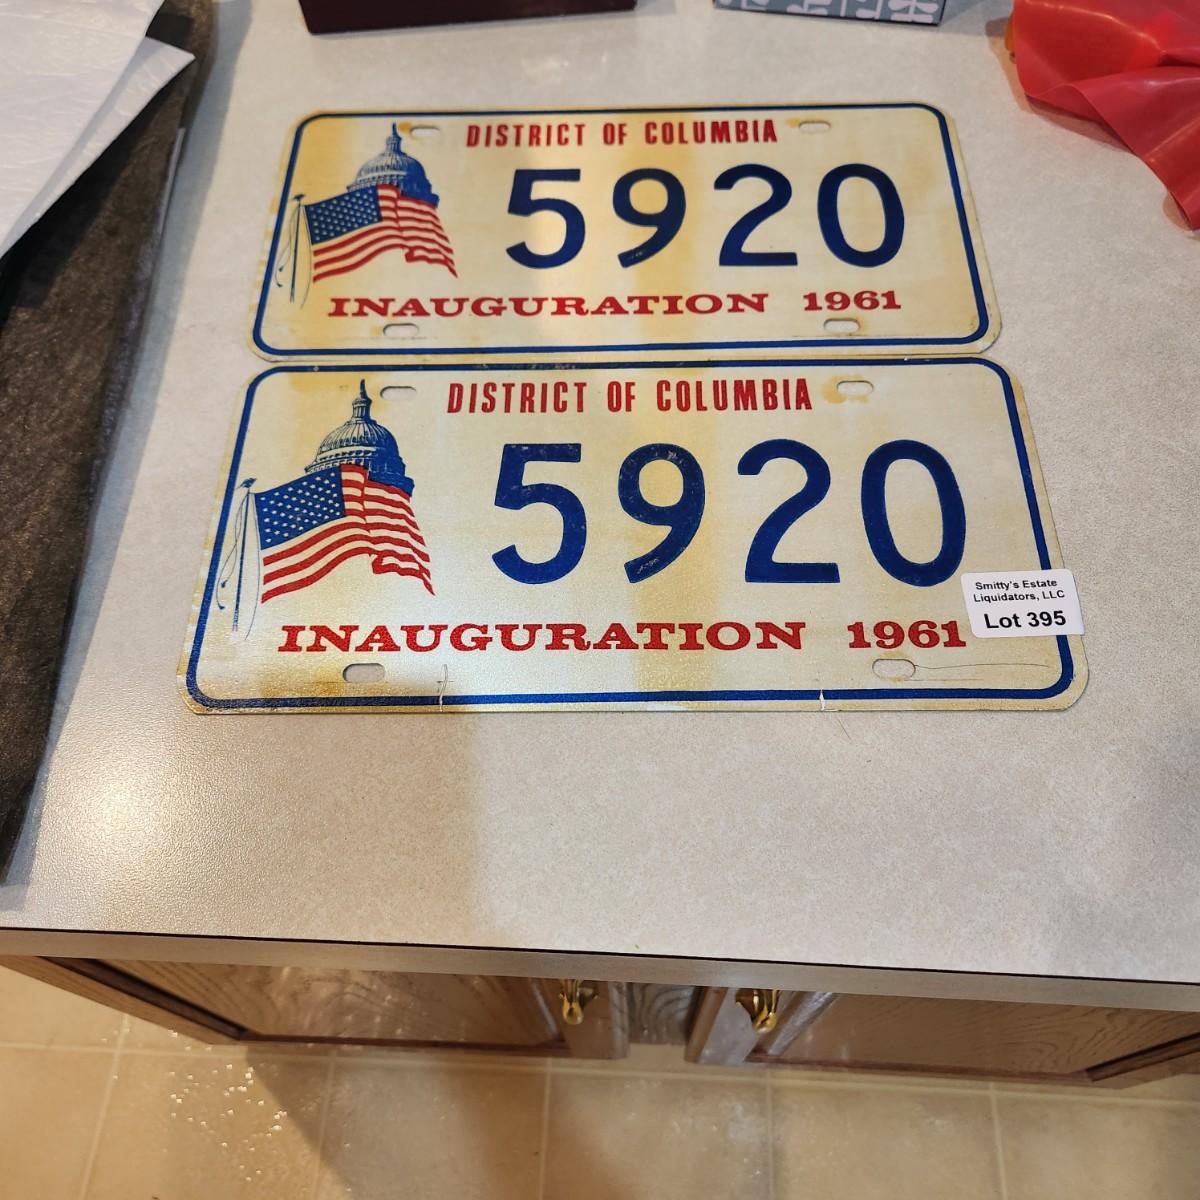 DISTRICT OF COLUMBIA
5920
INAUGURATION 1961
DISTRICT OF COLUMBIA
5920
INAUGURATION 1961
Smitty's Estate
Liquidators, LLC
Lot 395